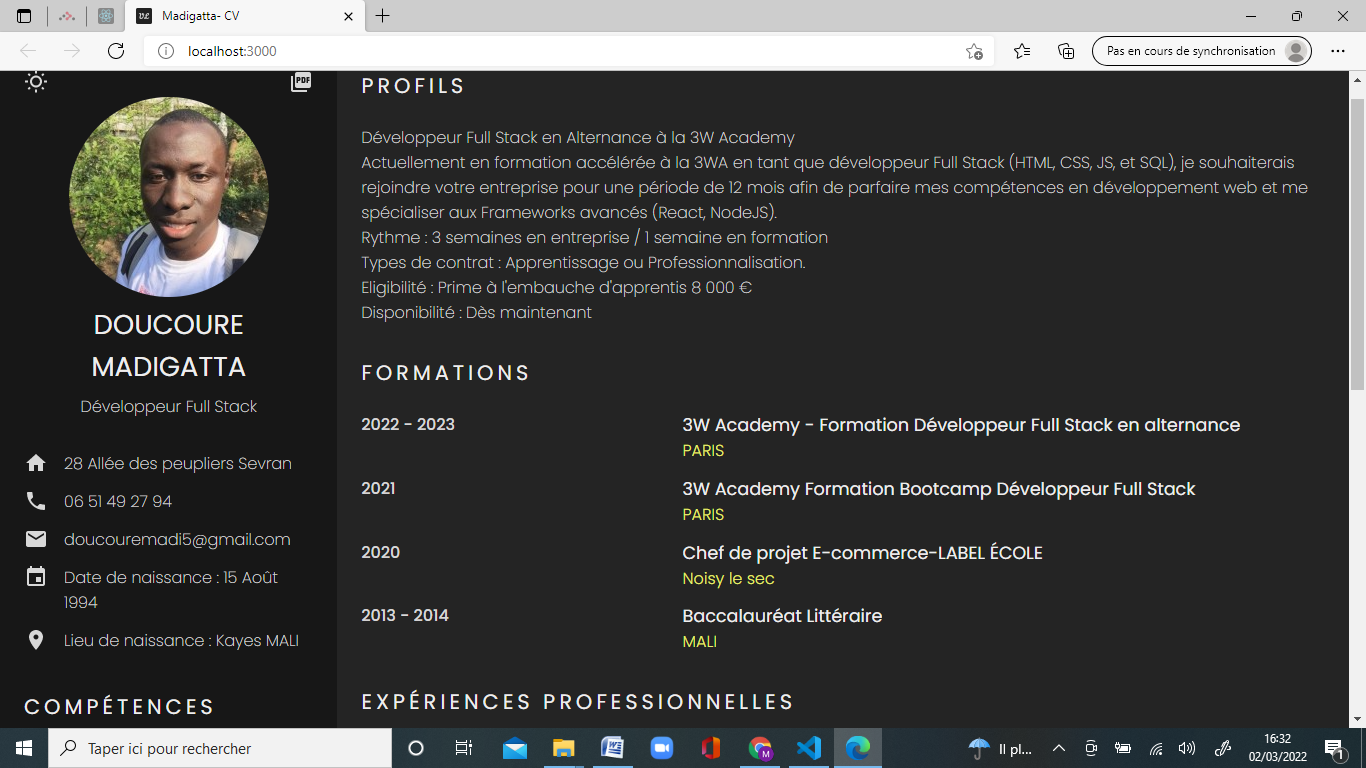 Madigatta- CV
localhost:3000
Pas en cours de synchronisation
PDF
DOUCOURE
MADIGATTA
Développeur Full Stack
28 Allée des peupliers Sevran
06 51 49 27 94
doucouremadi5@gmail.com
Date de naissance : 15 Août
1994
Lieu de naissance : Kayes MALI
COMPÉTENCES
PROFILS
Développeur Full Stack en Alternance à la 3W Academy
Actuellement en formation accélérée à la 3WA en tant que développeur Full Stack (HTML, CSS, JS, et SQL), je souhaiterais
rejoindre votre entreprise pour une période de 12 mois afin de parfaire mes compétences en développement web et me
spécialiser aux Frameworks avancés (React, NodeJS).
Rythme : 3 semaines en entreprise / 1 semaine en formation
Types de contrat : Apprentissage ou Professionnalisation.
Eligibilité : Prime à l'embauche d'apprentis 8 000 €
Disponibilité : Dès maintenant
FORMATIONS
2022 - 2023 3W Academy - Formation Développeur Full Stack en alternance
PARIS
2021 3W Academy Formation Bootcamp Développeur Full Stack
PARIS
2020 Chef de projet E-commerce-LABEL ÉCOLE
Noisy le sec
2013 - 2014 Baccalauréat Littéraire
MALI
EXPÉRIENCES PROFESSIONNELLES
Taper ici pour rechercher
Il pl...
16:32
02/03/2022
1